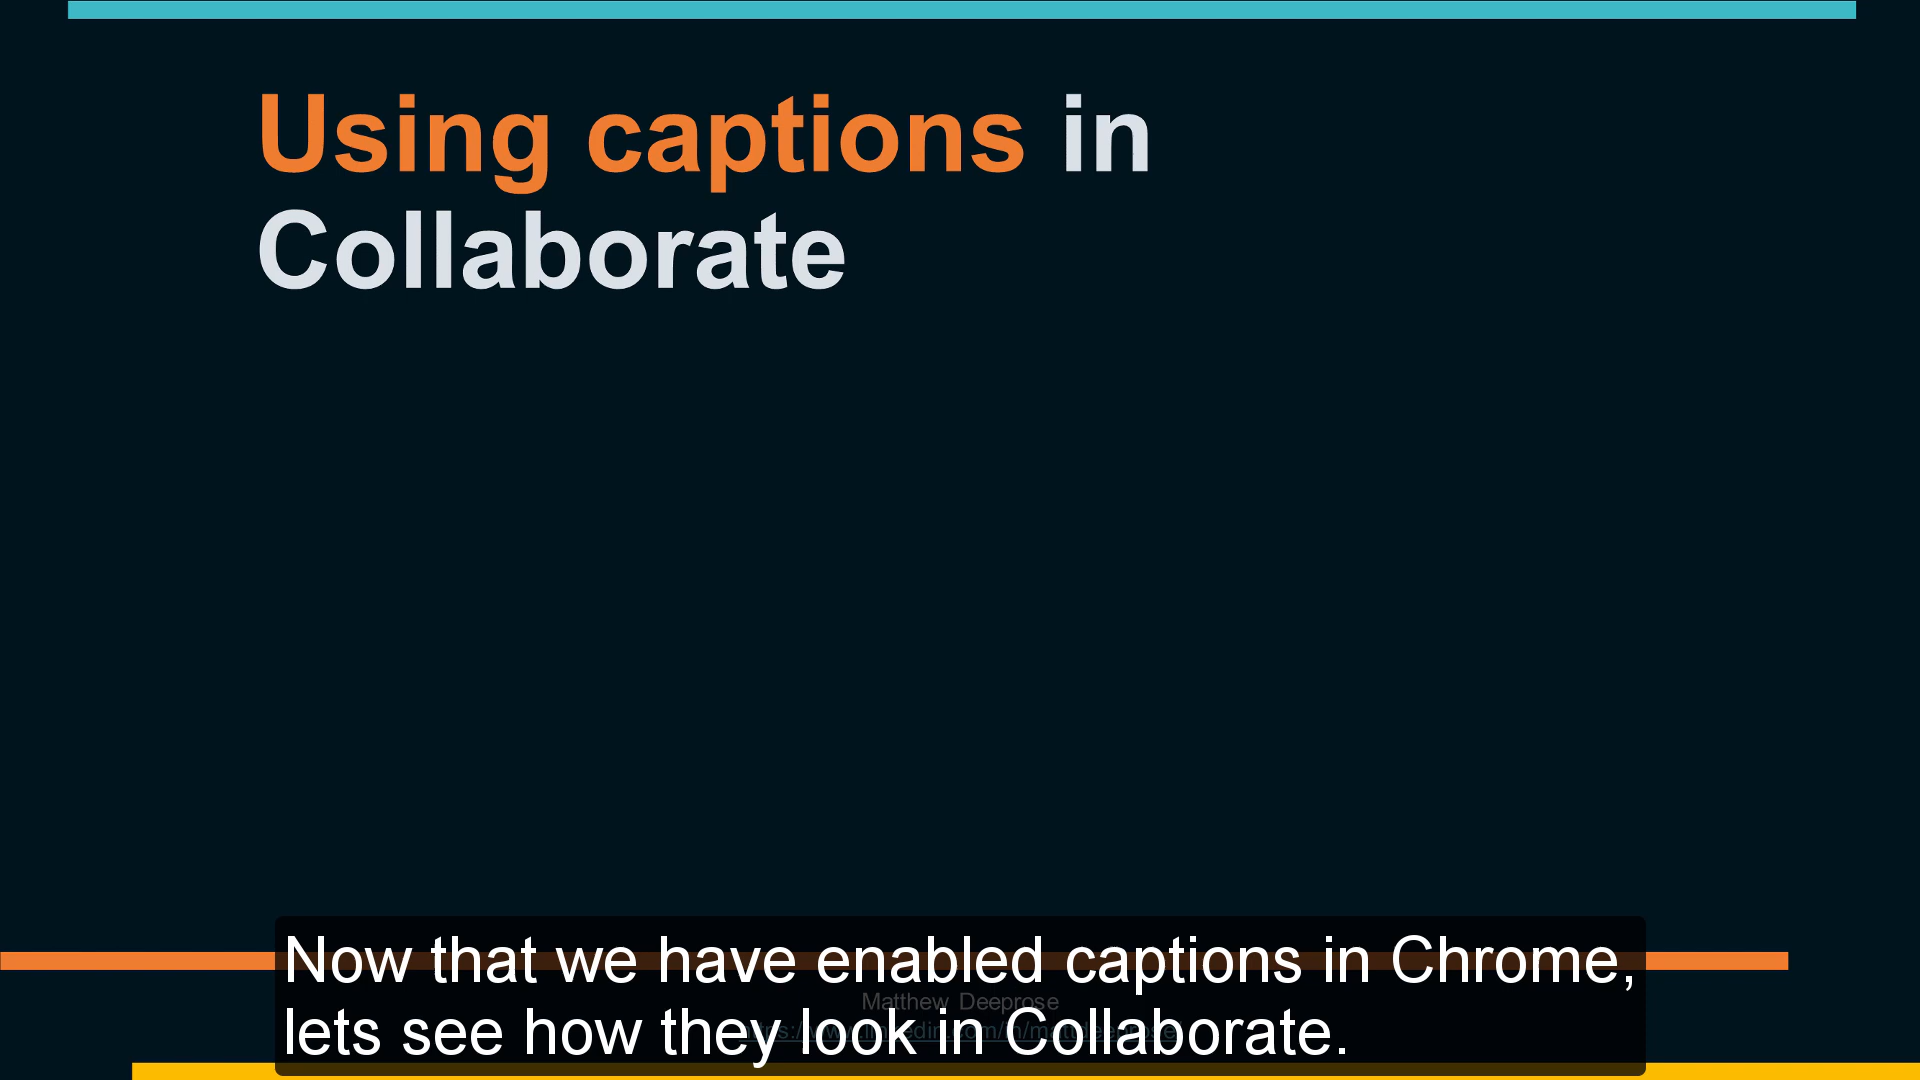 Using captions in
Collaborate
Now that we have enabled captions in Chrome,
Matthew Deeprose
lets see how they look in Collaborate.